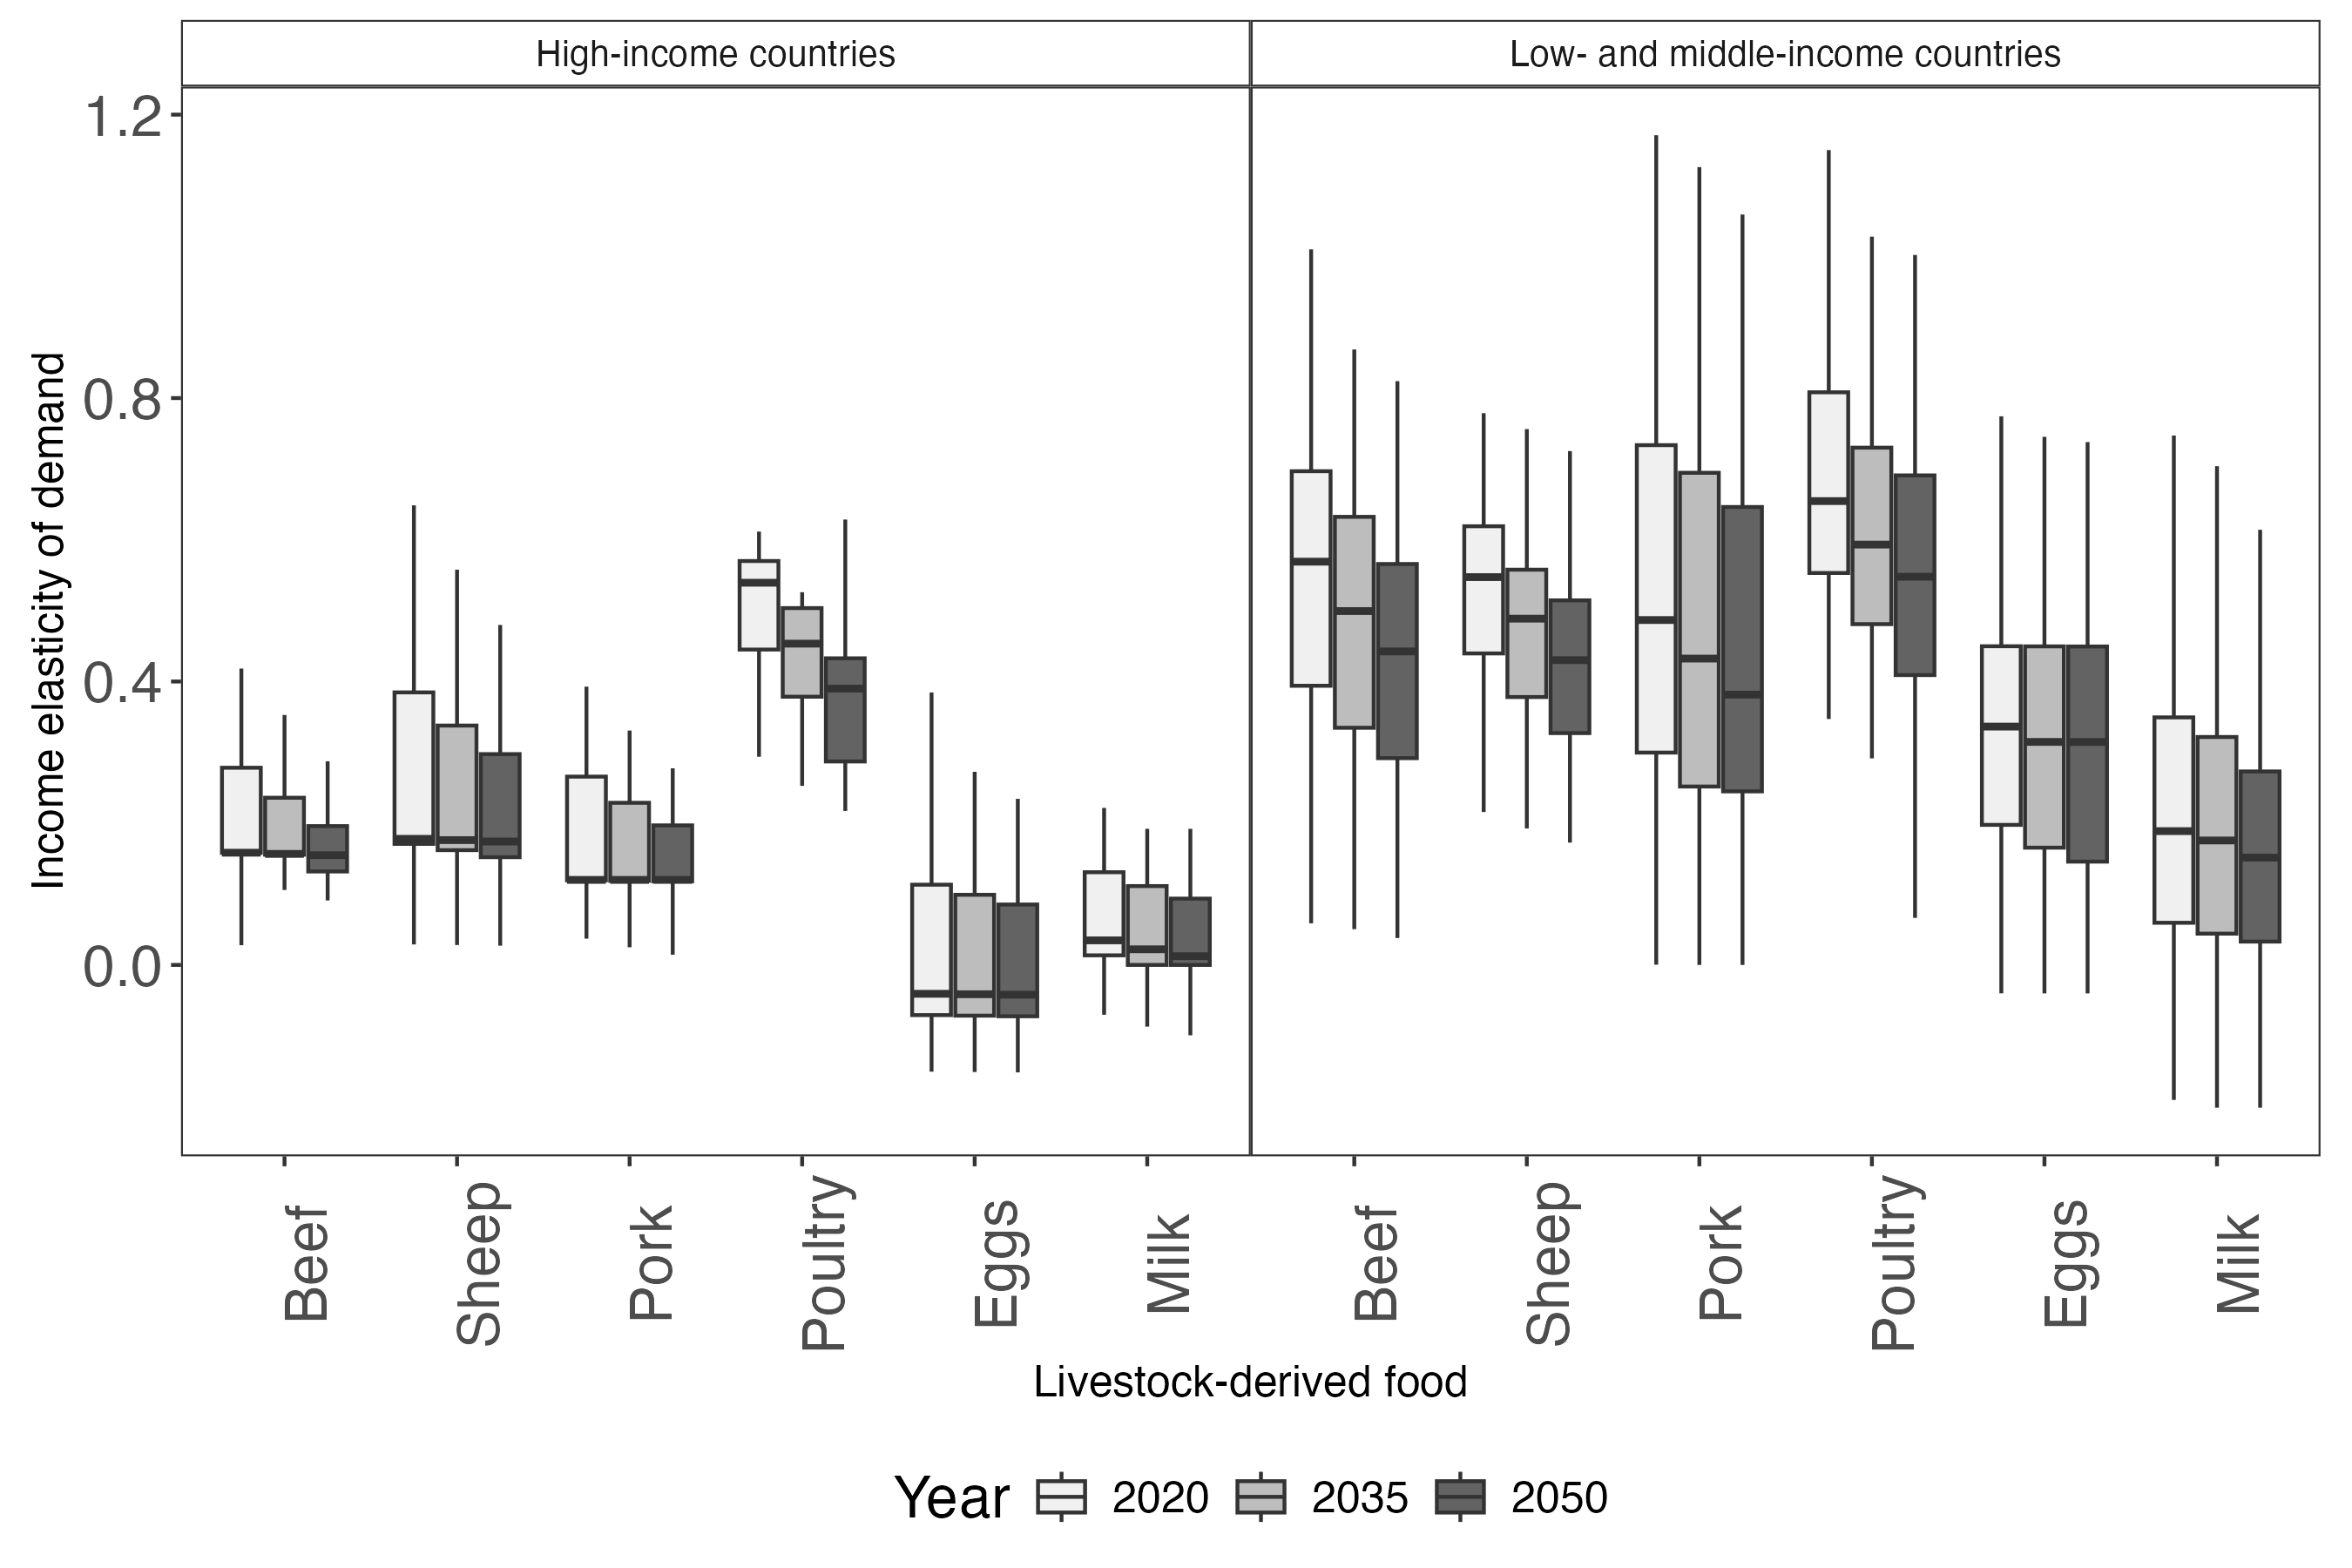 High-income countries
Low- and middle-income countries
Income elasticity of demand
1.2
0.8
0.4
0.0
Beef
Sheep
Pork
Poultry
Eggs
Milk
Beef
Sheep
Pork
Poultry
Eggs
Milk
Livestock-derived food
Year 2020 2035 2050